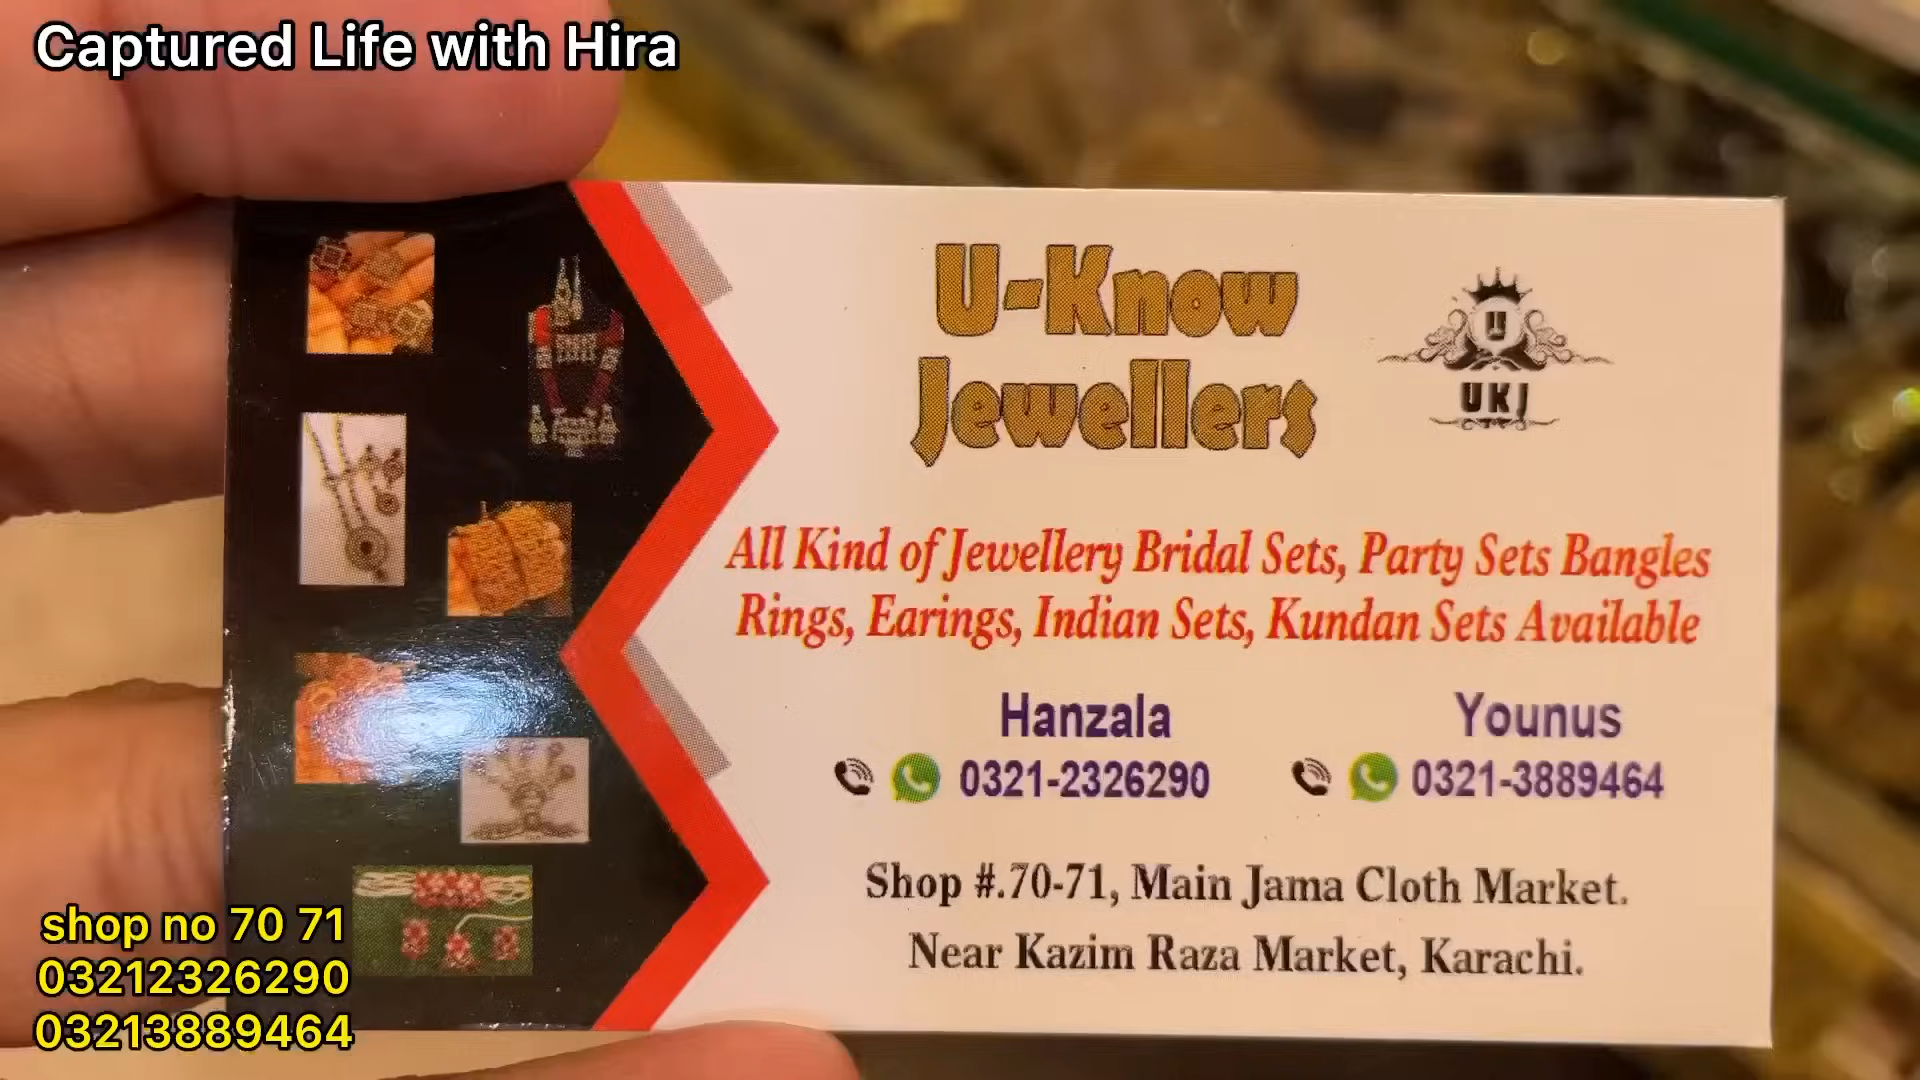 Captured Life with Hira
U-Know
Jewellers
U
UKJ
All Kind of Jewellery Bridal Sets, Party Sets Bangles
Rings, Earings, Indian Sets, Kundan Sets Available
Hanzala
0321-2326290
Younus
0321-3889464
Shop #.70-71, Main Jama Cloth Market.
Near Kazim Raza Market, Karachi.
shop no 70 71
03212326290
03213889464